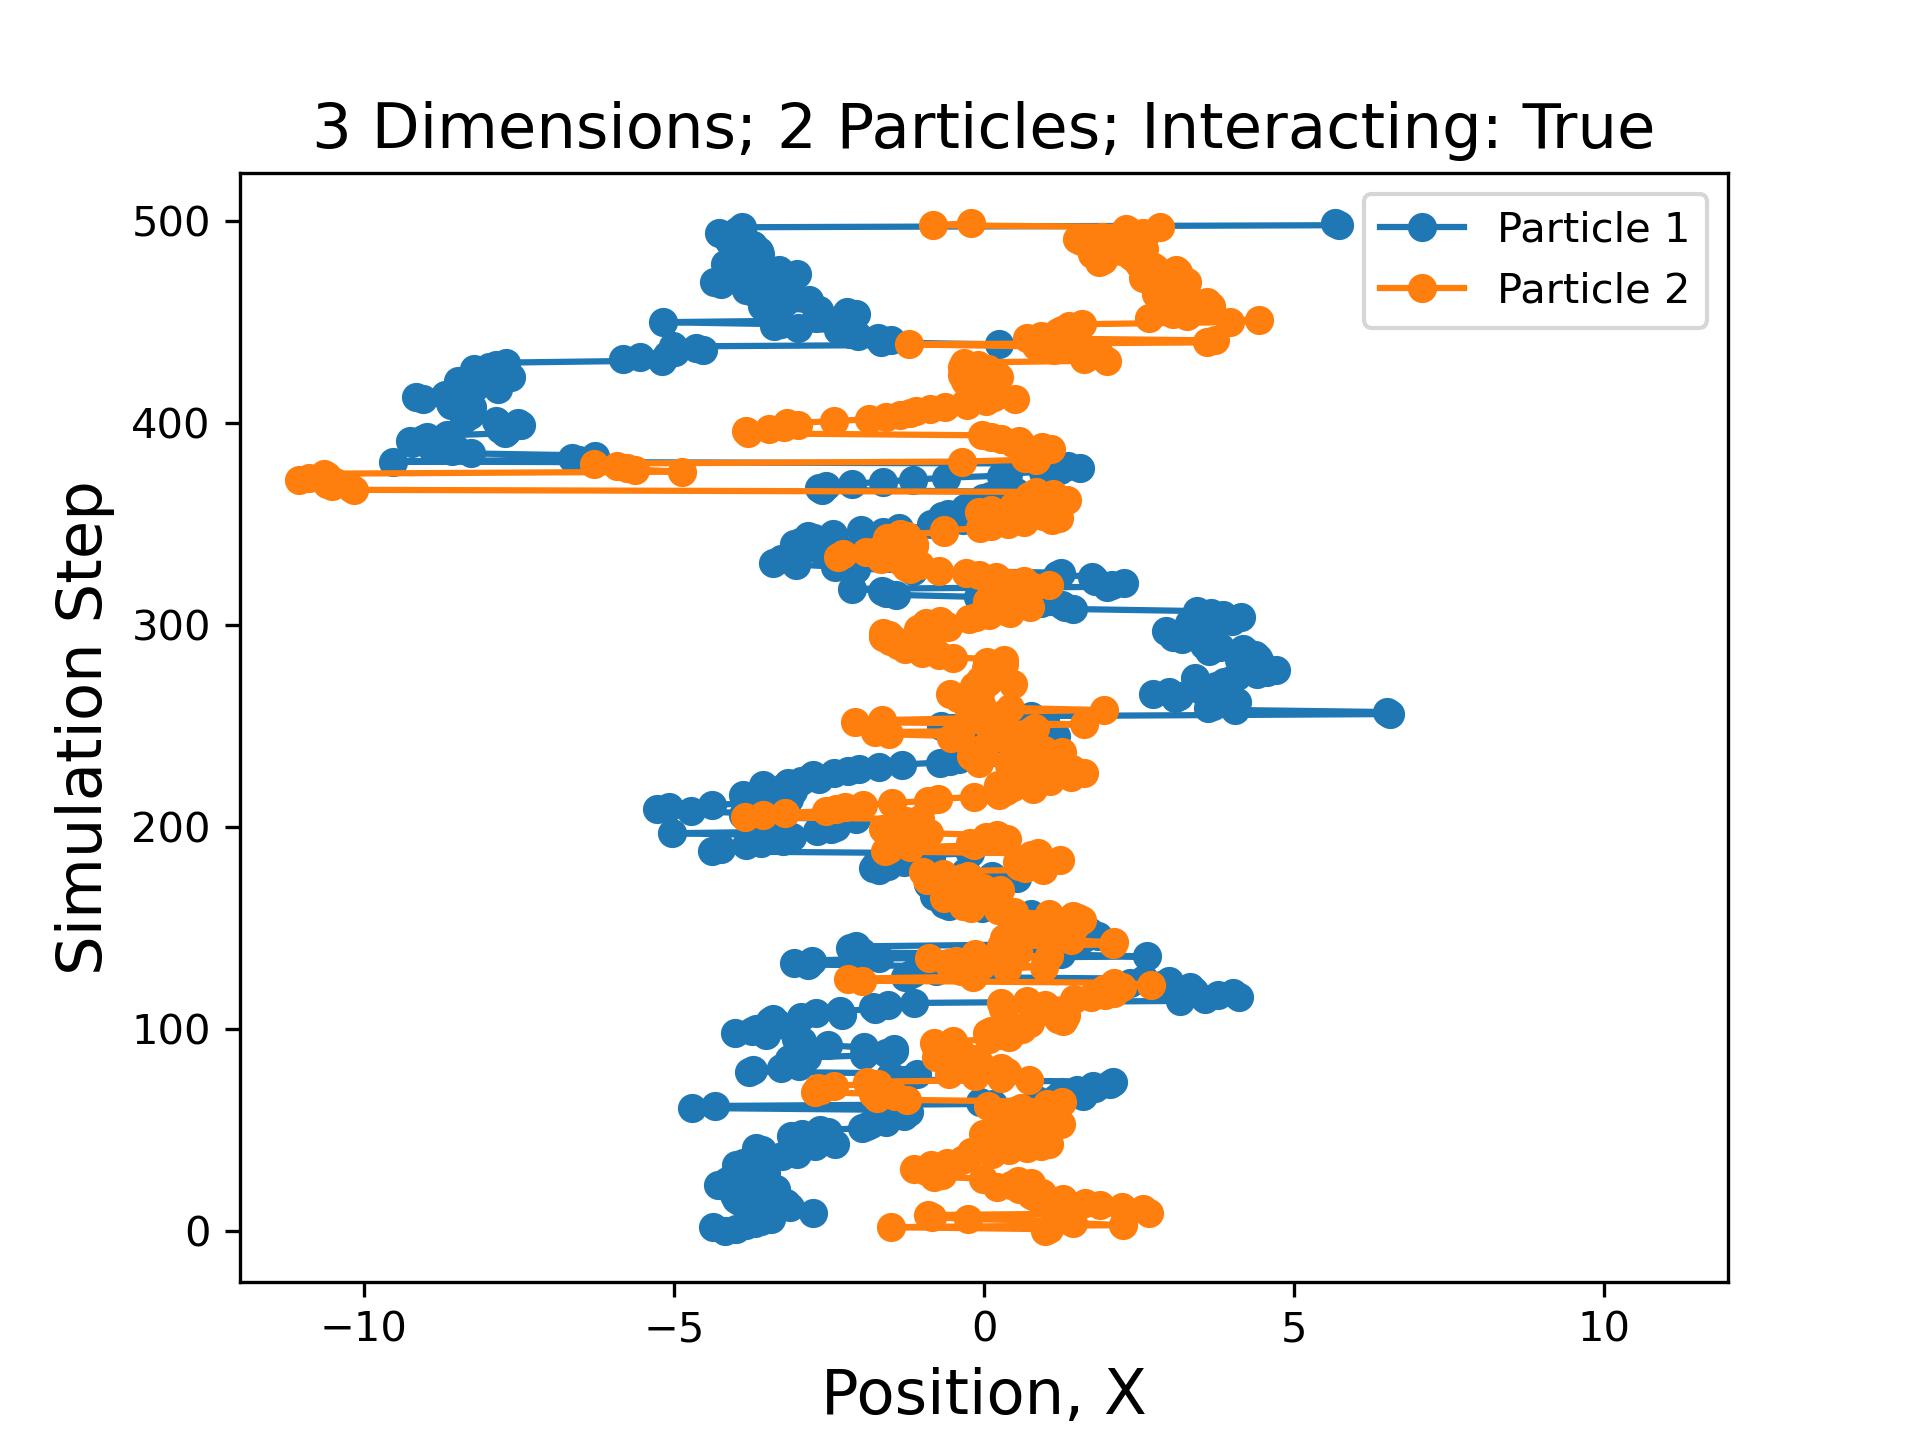 3 Dimensions; 2 Particles; Interacting: True
Particle 1
Particle 2
500
400
300
200
100
0
Simulation Step
−10
−5
0
5
10
Position, X